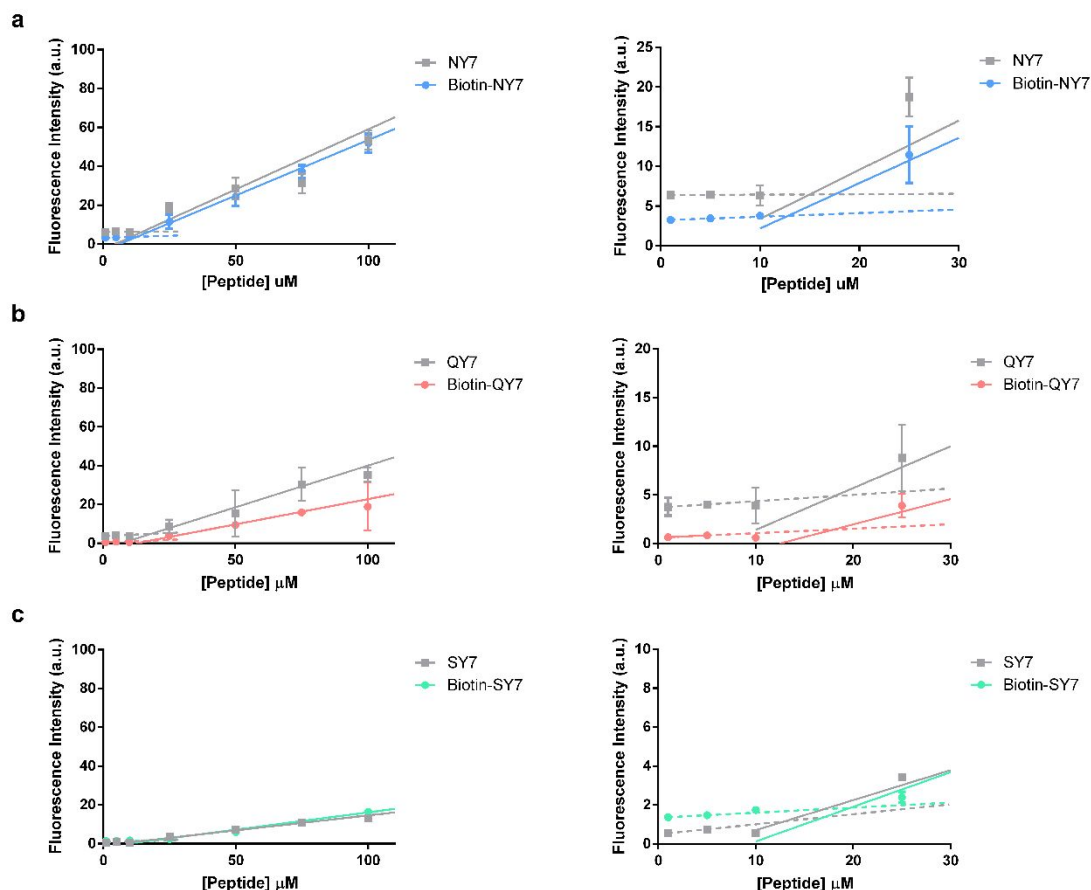 a
Fluorescence Intensity (a.u.)
100
80
60
40
20
0
0
50
100
[Peptide] uM
NY7
Biotin-NY7
Fluorescence Intensity (a.u.)
25
20
15
10
5
0
0
10
20
30
[Peptide] uM
NY7
Biotin-NY7
b
Fluorescence Intensity (a.u.)
100
80
60
40
20
0
0
50
100
[Peptide] μM
QY7
Biotin-QY7
Fluorescence Intensity (a.u.)
20
15
10
5
0
0
10
20
30
[Peptide] μM
QY7
Biotin-QY7
c
Fluorescence Intensity (a.u.)
100
80
60
40
20
0
0
50
100
[Peptide] μM
SY7
Biotin-SY7
Fluorescence Intensity (a.u.)
10
8
6
4
2
0
0
10
20
30
[Peptide] μM
SY7
Biotin-SY7